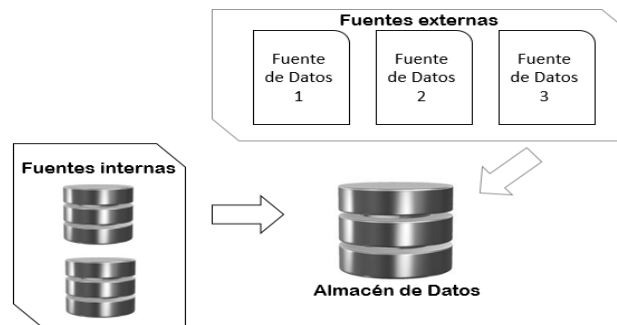 Fuentes externas
Fuente
de Datos
1
Fuente
de Datos
2
Fuente
de Datos
3
Fuentes internas
Almacén de Datos